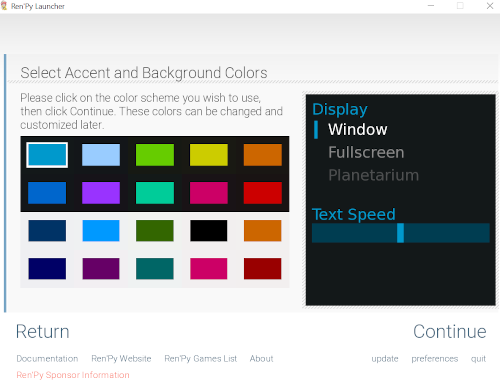 Ren'Py Launcher
Select Accent and Background Colors
Please click on the color scheme you wish to use,
then click Continue. These colors can be changed and
customized later.
Display
Window
Fullscreen
Planetarium
Text Speed
Return
Continue
Documentation Ren'Py Website Ren'Py Games List About
update preferences quit
Ren'Py Sponsor Information